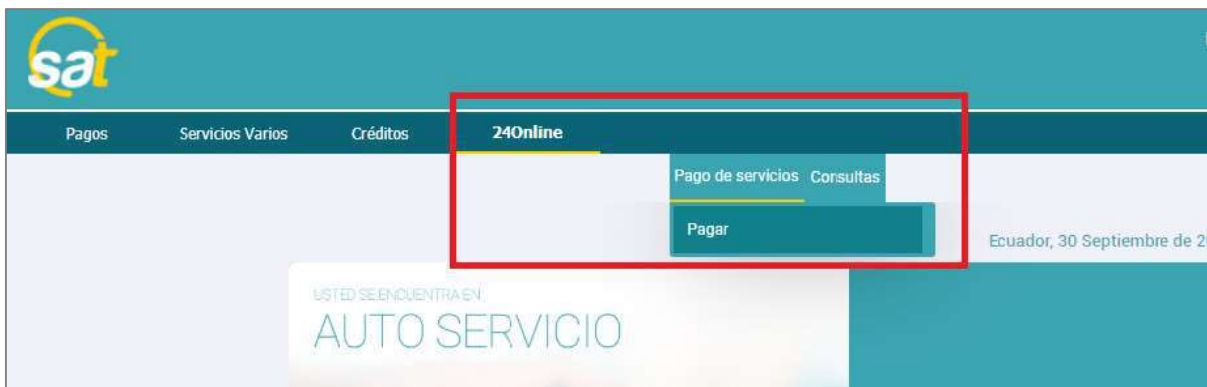 sat
Pagos Servicios Varios Créditos 24Online
Pago de servicios Consultas
Pagar
Ecuador, 30 Septiembre de
USTED SE ENCUENTRA EN
AUTO SERVICIO